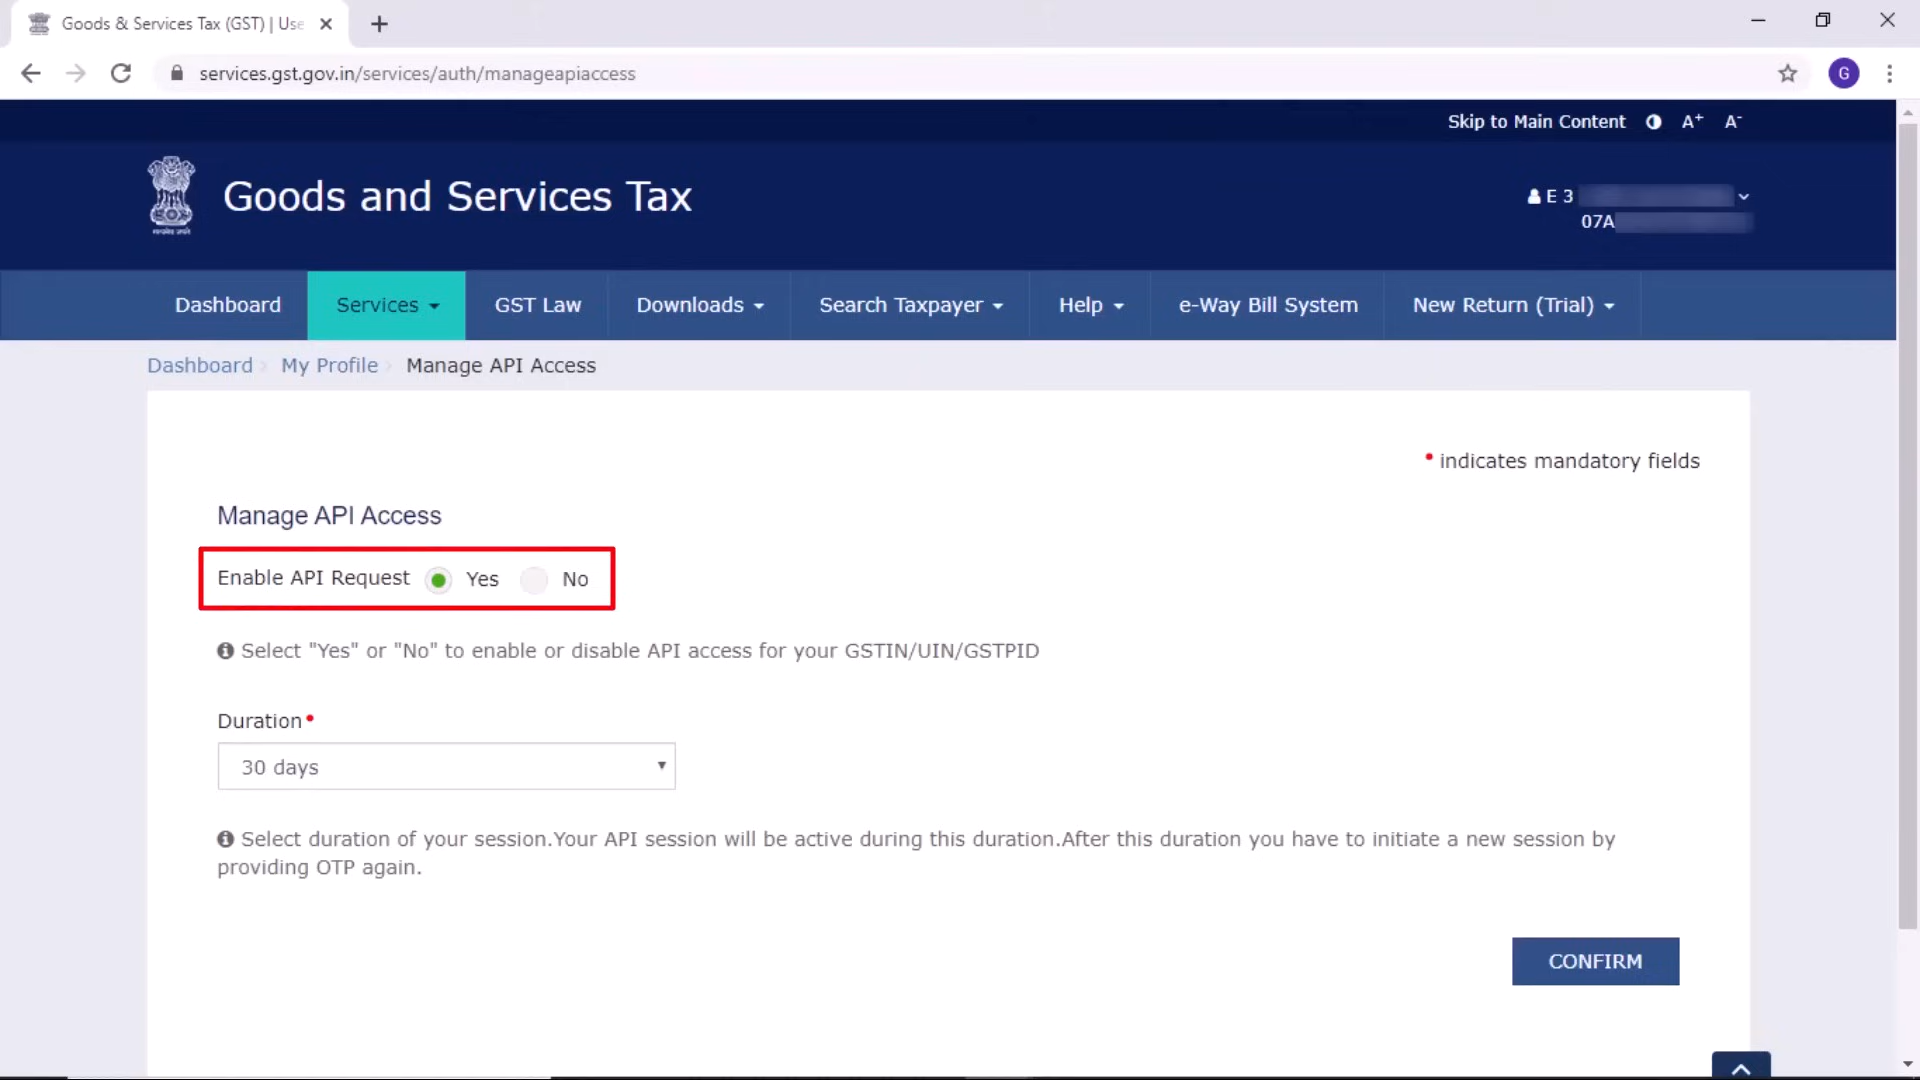 Goods & Services Tax (GST) | Use
services.gst.gov.in/services/auth/manageapiaccess
G
Skip to Main Content A+ A-
Goods and Services Tax
E 3
07A
Dashboard Services GST Law Downloads Search Taxpayer Help e-Way Bill System New Return (Trial)
Dashboard My Profile Manage API Access
• indicates mandatory fields
Manage API Access
Enable API Request Yes No
Select "Yes" or "No" to enable or disable API access for your GSTIN/UIN/GSTPID
Duration•
30 days
Select duration of your session.Your API session will be active during this duration.After this duration you have to initiate a new session by
providing OTP again.
CONFIRM